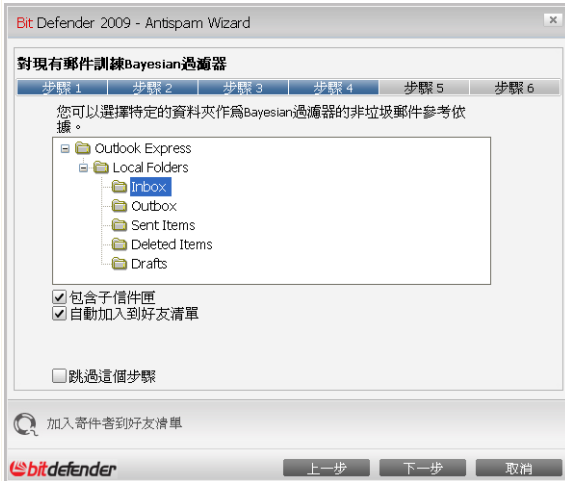 Bit Defender 2009 - Antispam Wizard
對現有郵件訓練Bayesian過濾器
步驟 1 步驟 2 步驟 3 步驟 4 步驟 5 步驟 6
您可以選擇特定的資料夾作為Bayesian過濾器的非垃圾郵件參考依
據。
Outlook Express
Local Folders
Inbox
Outbox
Sent Items
Deleted Items
Drafts
包含子信件匣
自動加入到好友清單
跳過這個步驟
加入寄件者到好友清單
bitdefender 上一步 下一步 取消